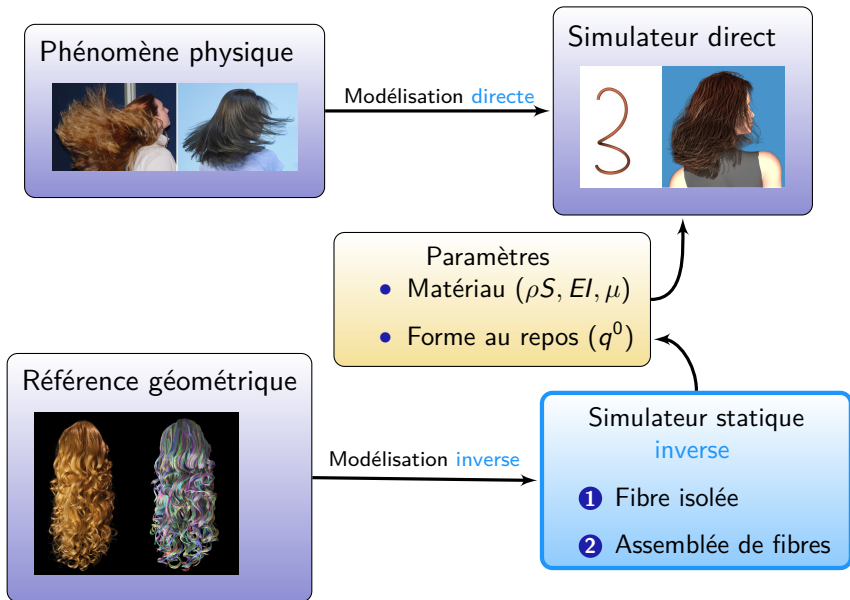 Phénomène physique
Modélisation directe
Simulateur direct
Paramètres
• Matériau (ρS, EI, μ)
• Forme au repos (q⁰)
Référence géométrique
Modélisation inverse
Simulateur statique
inverse
1 Fibre isolée
2 Assemblée de fibres